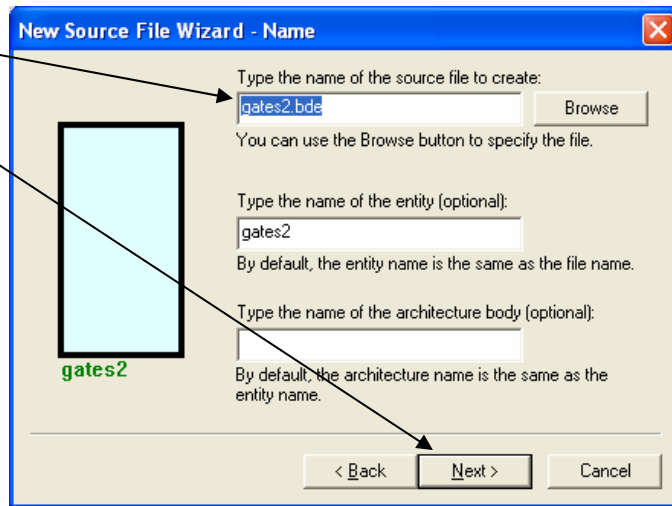 New Source File Wizard - Name
Type the name of the source file to create:
gates2.bde
Browse
You can use the Browse button to specify the file.
Type the name of the entity (optional):
gates2
By default, the entity name is the same as the file name.
Type the name of the architecture body (optional):
gates2
By default, the architecture name is the same as the
entity name.
< Back
Next >
Cancel